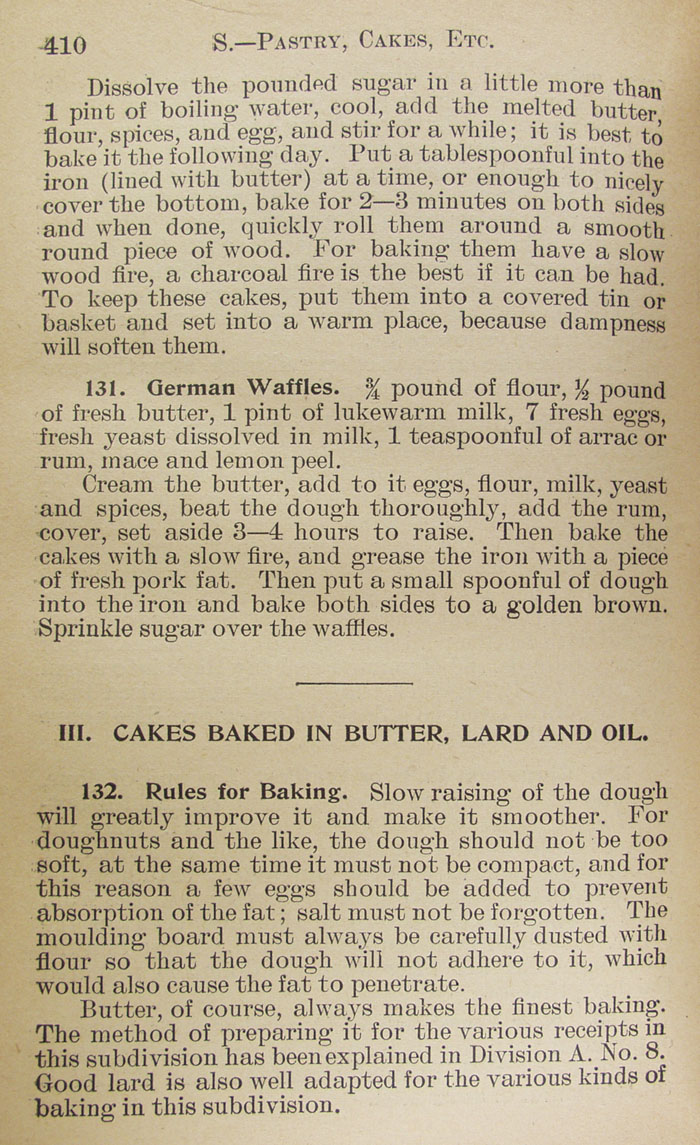 410 S.—Pastry, Cakes, Etc.
Dissolve the pounded sugar in a little more than
1 pint of boiling water, cool, add the melted butter,
flour, spices, and egg, and stir for a while; it is best to
bake it the following day. Put a tablespoonful into the
iron (lined with butter) at a time, or enough to nicely
cover the bottom, bake for 2—3 minutes on both sides
and when done, quickly roll them around a smooth
round piece of wood. For baking them have a slow
wood fire, a charcoal fire is the best if it can be had.
To keep these cakes, put them into a covered tin or
basket and set into a warm place, because dampness
will soften them.
131. German Waffles. ¾ pound of flour, ½ pound
of fresh butter, 1 pint of lukewarm milk, 7 fresh eggs,
fresh yeast dissolved in milk, 1 teaspoonful of arrac or
rum, mace and lemon peel.
Cream the butter, add to it eggs, flour, milk, yeast
and spices, beat the dough thoroughly, add the rum,
cover, set aside 3—4 hours to raise. Then bake the
cakes with a slow fire, and grease the iron with a piece
of fresh pork fat. Then put a small spoonful of dough
into the iron and bake both sides to a golden brown.
Sprinkle sugar over the waffles.
III. CAKES BAKED IN BUTTER, LARD AND OIL.
132. Rules for Baking. Slow raising of the dough
will greatly improve it and make it smoother. For
doughnuts and the like, the dough should not be too
soft, at the same time it must not be compact, and for
this reason a few eggs should be added to prevent
absorption of the fat; salt must not be forgotten. The
moulding board must always be carefully dusted with
flour so that the dough will not adhere to it, which
would also cause the fat to penetrate.
Butter, of course, always makes the finest baking.
The method of preparing it for the various receipts in
this subdivision has been explained in Division A. No. 8.
Good lard is also well adapted for the various kinds of
baking in this subdivision.